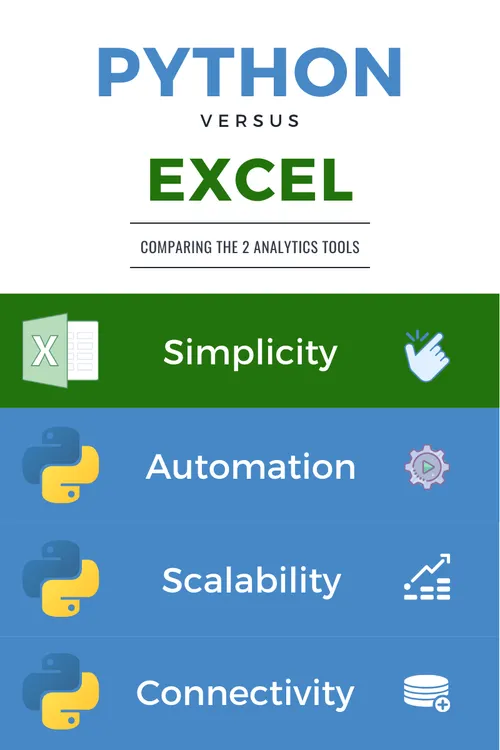 PYTHON
VERSUS
EXCEL
COMPARING THE 2 ANALYTICS TOOLS
X
Simplicity
Automation
Scalability
Connectivity